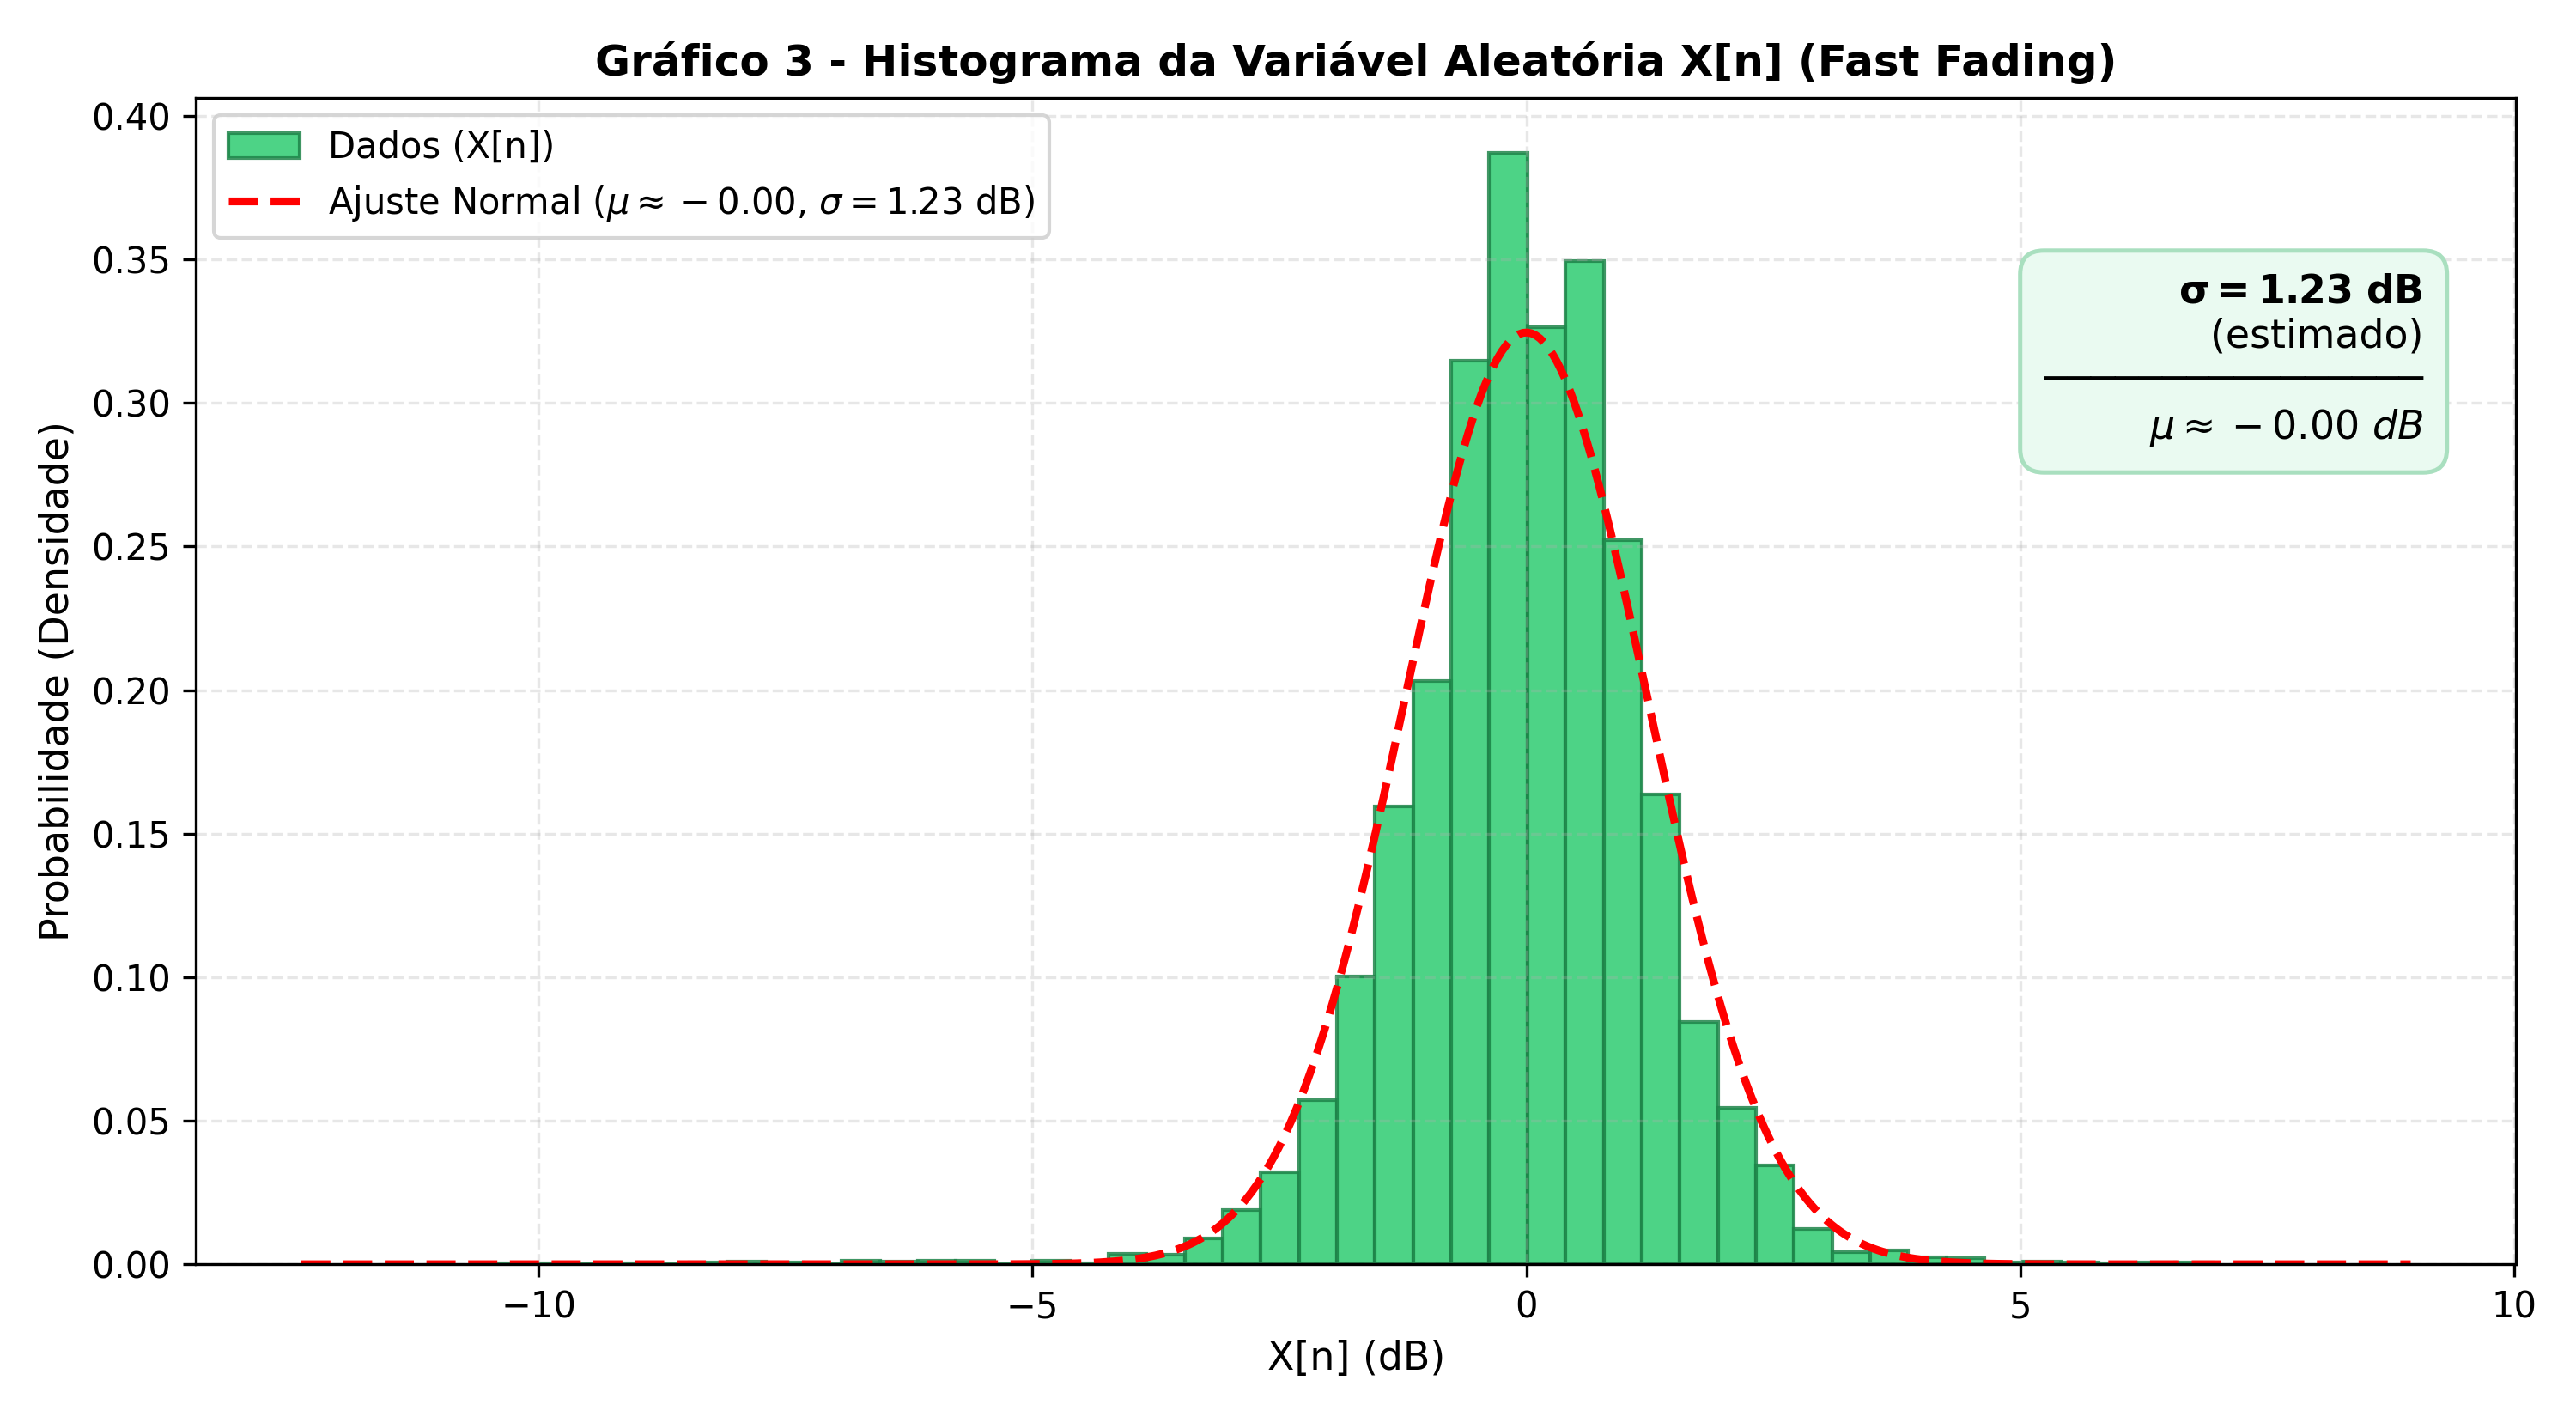 Gráfico 3 - Histograma da Variável Aleatória X[n] (Fast Fading)
Dados (X[n])
Ajuste Normal (μ ≈ −0.00, σ = 1.23 dB)
σ = 1.23 dB
(estimado)
μ ≈ −0.00 dB
Probabilidade (Densidade)
0.40
0.35
0.30
0.25
0.20
0.15
0.10
0.05
0.00
−10 −5 0 5 10
X[n] (dB)